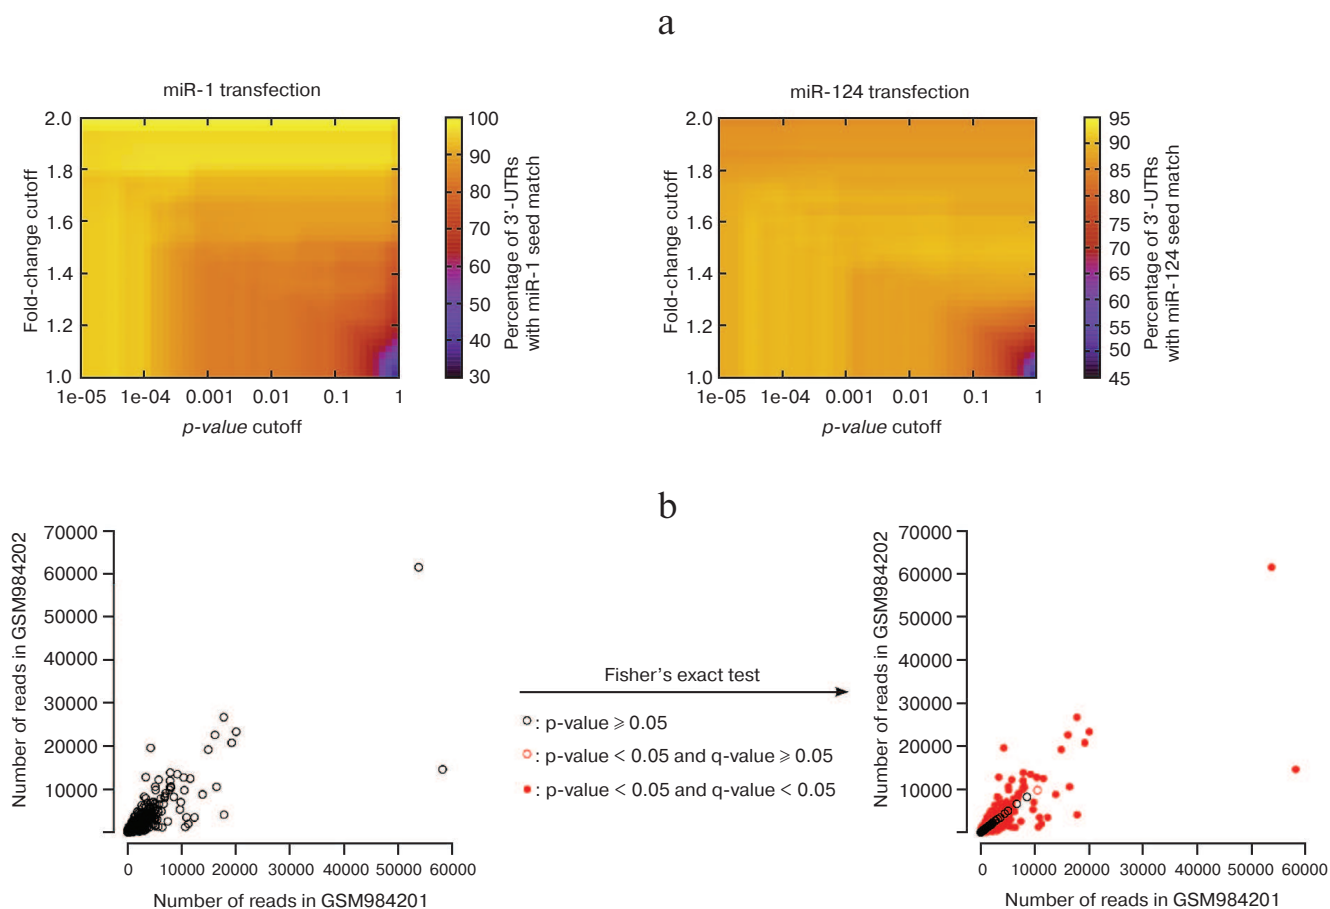 a
miR-1 transfection
2.0
1.8
1.6
1.4
1.2
1.0
Fold-change cutoff
1e-05 1e-04 0.001 0.01 0.1 1
p-value cutoff
100
90
80
70
60
50
40
30
Percentage of 3'-UTRs
with miR-1 seed match
miR-124 transfection
2.0
1.8
1.6
1.4
1.2
1.0
Fold-change cutoff
1e-05 1e-04 0.001 0.01 0.1 1
p-value cutoff
95
90
85
80
75
70
65
60
55
50
45
Percentage of 3'-UTRs
with miR-124 seed match
b
70000
60000
50000
40000
30000
20000
10000
Number of reads in GSM984202
0 10000 20000 30000 40000 50000 60000
Number of reads in GSM984201
Fisher's exact test
: p-value ⩾ 0.05
: p-value < 0.05 and q-value ⩾ 0.05
: p-value < 0.05 and q-value < 0.05
70000
60000
50000
40000
30000
20000
10000
Number of reads in GSM984202
0 10000 20000 30000 40000 50000 60000
Number of reads in GSM984201